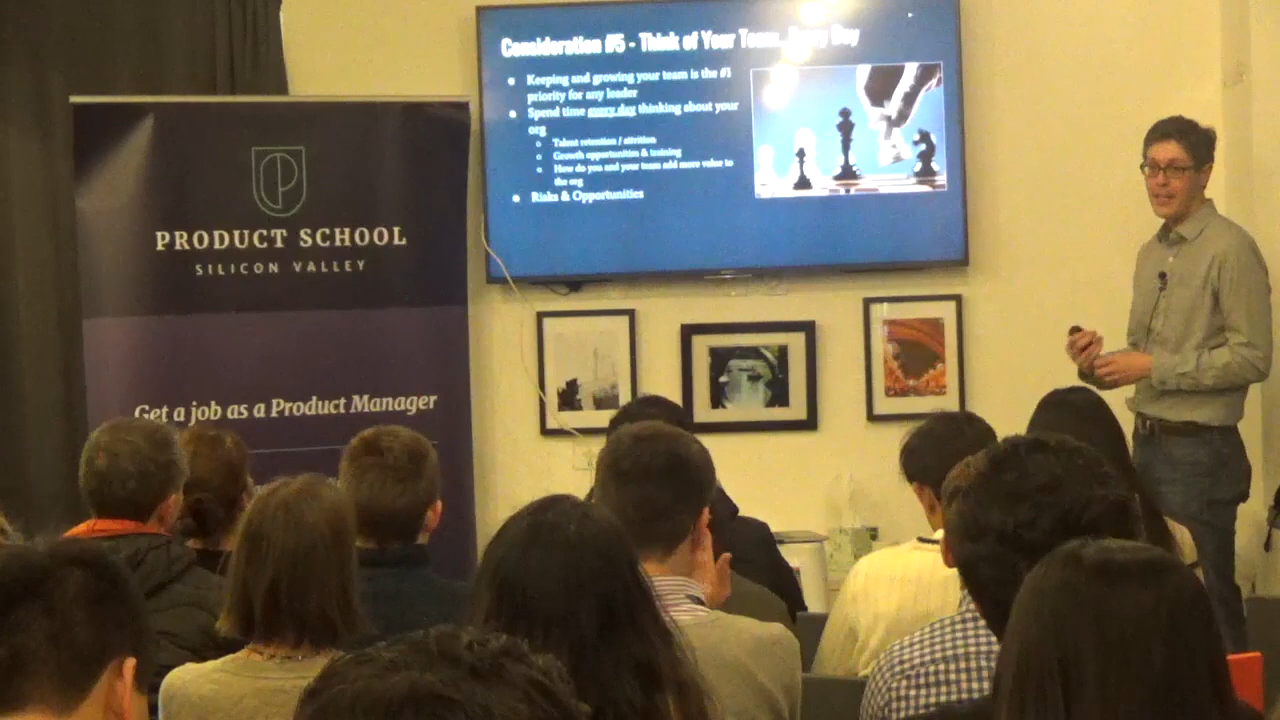 Consideration #5 - Think of Your Team, Every Day
Keeping and growing your team is the #1
priority for any leader
Spend time every day thinking about your
org
Talent retention / attrition
Growth opportunities & training
How do you and your team add more value to
the org
Risks & Opportunities
PRODUCT SCHOOL
SILICON VALLEY
Get a job as a Product Manager